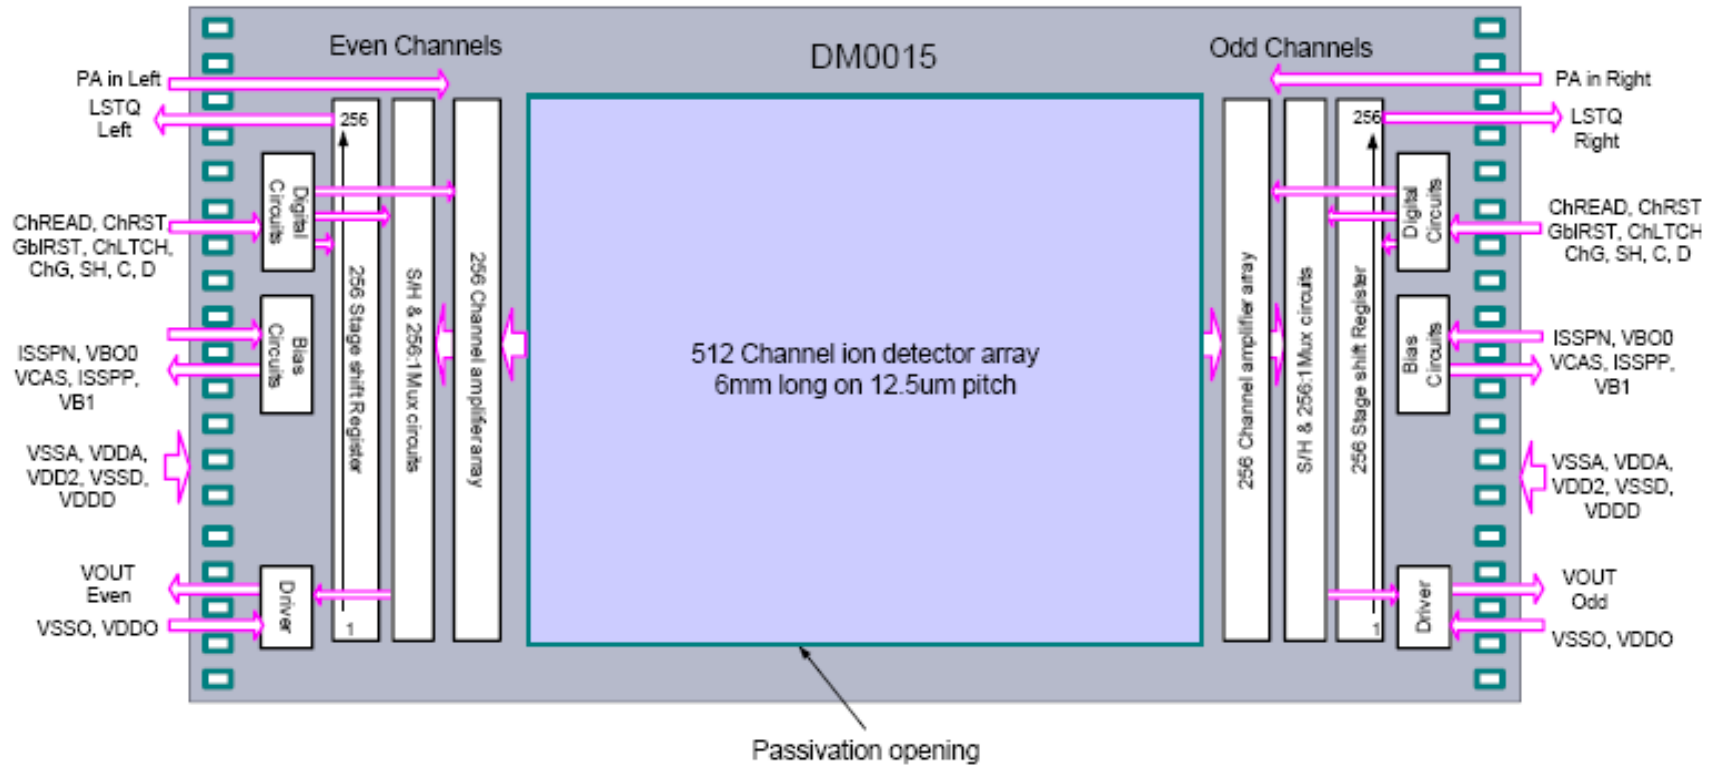 Even Channels
DM0015
Odd Channels
PA in Left
LSTQ
Left
ChREAD, ChRST,
GblRST, ChLTCH,
ChG, SH, C, D
ISSPN, VBO0
VCAS, ISSPP,
VB1
VSSA, VDDA,
VDD2, VSSD,
VDDD
VOUT
Even
VSSO, VDDO
Digital
Circuits
Bias
Circuits
Driver
256
256 Stage shift Register
1
S/H & 256:1Mux circuits
256 Channel amplifier array
512 Channel ion detector array
6mm long on 12.5um pitch
256 Channel amplifier array
S/H & 256:1Mux circuits
256
256 Stage shift Register
1
Digital
Circuits
Bias
Circuits
Driver
PA in Right
LSTQ
Right
ChREAD, ChRST
GblRST, ChLTCH
ChG, SH, C, D
ISSPN, VBO0
VCAS, ISSPP,
VB1
VSSA, VDDA,
VDD2, VSSD,
VDDD
VOUT
Odd
VSSO, VDDO
Passivation opening